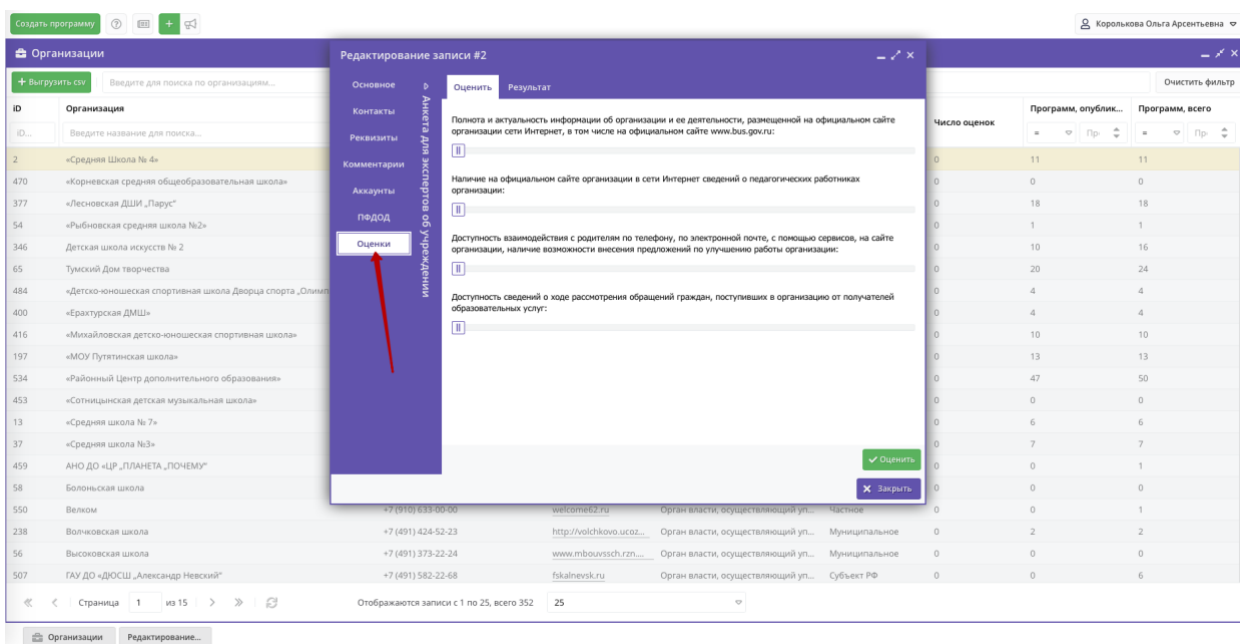 Создать программу
Королькова Ольга Арсентьевна
Организации
+ Выгрузить csv Введите для поиска по организациям... Очистить фильтр
iD Организация Число оценок Программ, опублик... Программ, всего
iD... Введите название для поиска... = Пр- = Пр-
Редактирование записи #2
Основное
Контакты
Реквизиты
Комментарии
Аккаунты
ПФДОД
Оценки
Анкета для экспертов об учреждении
Оценить Результат
Полнота и актуальность информации об организации и ее деятельности, размещенной на официальном сайте
организации сети Интернет, в том числе на официальном сайте www.bus.gov.ru:
Наличие на официальном сайте организации в сети Интернет сведений о педагогических работниках
организации:
Доступность взаимодействия с родителям по телефону, по электронной почте, с помощью сервисов, на сайте
организации, наличие возможности внесения предложений по улучшению работы организации:
Доступность сведений о ходе рассмотрения обращений граждан, поступивших в организацию от получателей
образовательных услуг:
Оценить
Закрыть
2 «Средняя Школа № 4» 0 11 11
470 «Корневская средняя общеобразовательная школа» 0 0 0
377 «Лесновская ДШИ „Парус" 0 18 18
54 «Рыбновская средняя школа №2» 0 1 1
346 Детская школа искусств № 2 0 10 16
65 Тумский Дом творчества 0 20 24
484 «Детско-юношеская спортивная школа Дворца спорта „Олимп 0 4 4
400 «Ерахтурская ДМШ» 0 4 4
416 «Михайловская детско-юношеская спортивная школа» 0 10 10
197 «МОУ Путятинская школа» 0 13 13
534 «Районный Центр дополнительного образования» 0 47 50
453 «Сотницынская детская музыкальная школа» 0 0 0
13 «Средняя школа № 7» 0 6 6
37 «Средняя школа №3» 0 7 7
459 АНО ДО «ЦР „ПЛАНЕТА „ПОЧЕМУ" 0 0 1
58 Болоньская школа 0 0 0
550 Велком +7 (910) 633-00-00 welcome62.ru Орган власти, осуществляющий уп... Частное 0 0 1
238 Волчковская школа +7 (491) 424-52-23 http://volchkovo.ucoz... Орган власти, осуществляющий уп... Муниципальное 0 2 2
56 Высоковская школа +7 (491) 373-22-24 www.mbouvssch.rzn.... Орган власти, осуществляющий уп... Муниципальное 0 0 0
507 ГАУ ДО «ДЮСШ „Александр Невский" +7 (491) 582-22-68 fskalnevsk.ru Орган власти, осуществляющий уп... Субъект РФ 0 0 6
Страница 1 из 15 Отображаются записи с 1 по 25, всего 352 25
Организации Редактирование...